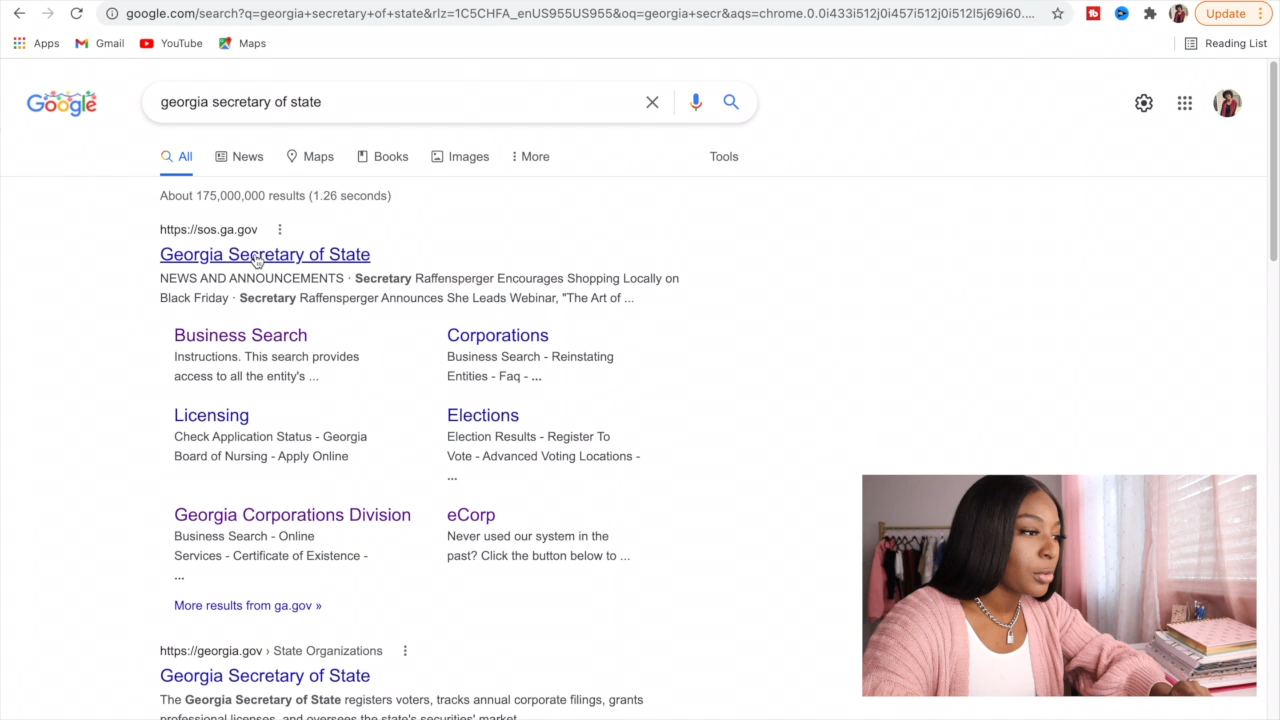 google.com/search?q=georgia+secretary+of+state&rlz=1C5CHFA_enUS955US955&oq=georgia+secr&aqs=chrome.0.0i433i512j0i457i512j0i512l5j69i60....
Update
Apps
Gmail
YouTube
Maps
Reading List
Google
georgia secretary of state
All
News
Maps
Books
Images
More
Tools
About 175,000,000 results (1.26 seconds)
https://sos.ga.gov
Georgia Secretary of State
NEWS AND ANNOUNCEMENTS · Secretary Raffensperger Encourages Shopping Locally on
Black Friday · Secretary Raffensperger Announces She Leads Webinar, "The Art of ...
Business Search
Instructions. This search provides
access to all the entity's ...
Corporations
Business Search - Reinstating
Entities - Faq - ...
Licensing
Check Application Status - Georgia
Board of Nursing - Apply Online
Elections
Election Results - Register To
Vote - Advanced Voting Locations -
...
Georgia Corporations Division
Business Search - Online
Services - Certificate of Existence -
...
eCorp
Never used our system in the
past? Click the button below to ...
More results from ga.gov »
https://georgia.gov › State Organizations
Georgia Secretary of State
The Georgia Secretary of State registers voters, tracks annual corporate filings, grants
professional licenses, and oversees the state's securities' market.